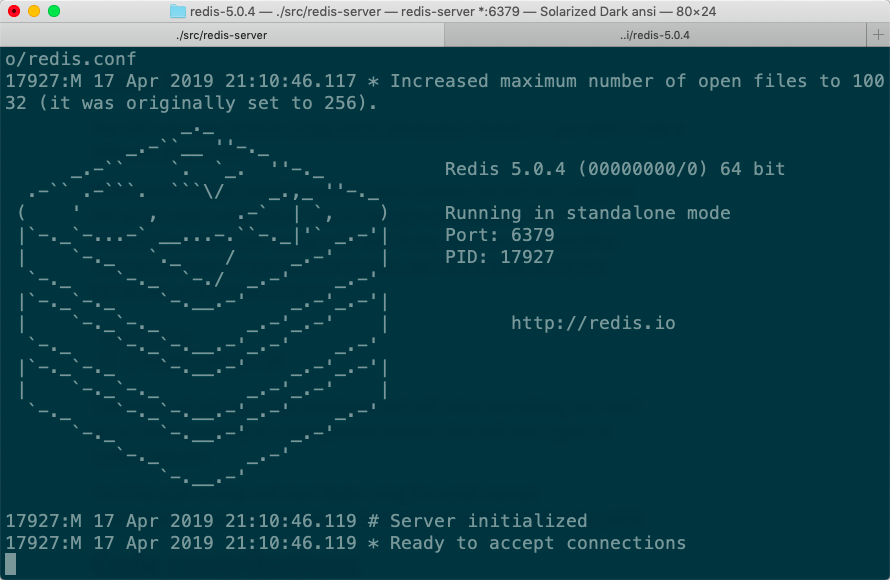 redis-5.0.4 — ./src/redis-server — redis-server *:6379 — Solarized Dark ansi — 80×24
./src/redis-server
..i/redis-5.0.4
o/redis.conf
17927:M 17 Apr 2019 21:10:46.117 * Increased maximum number of open files to 100
32 (it was originally set to 256).
Redis 5.0.4 (00000000/0) 64 bit
Running in standalone mode
Port: 6379
PID: 17927
http://redis.io
17927:M 17 Apr 2019 21:10:46.119 # Server initialized
17927:M 17 Apr 2019 21:10:46.119 * Ready to accept connections